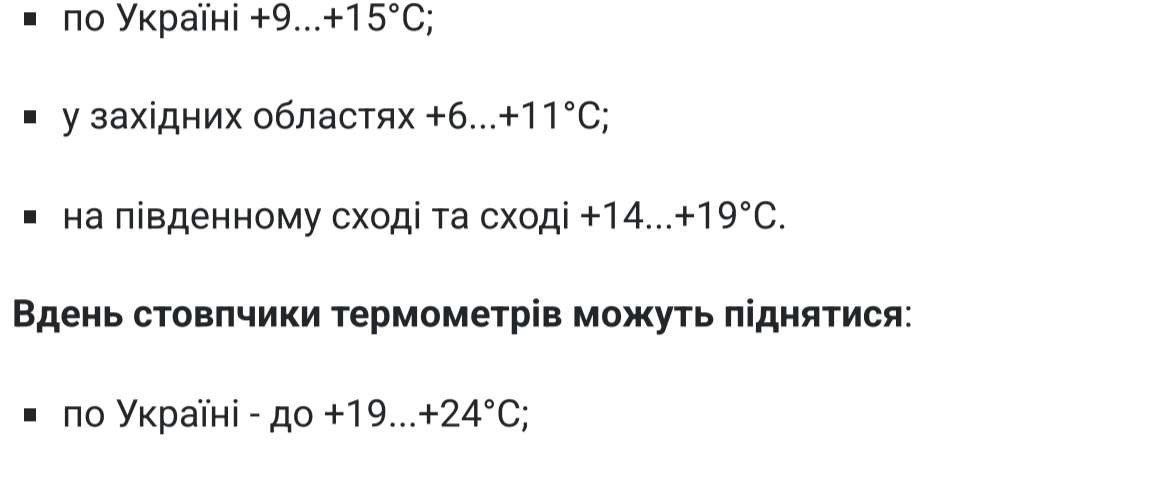 ▪ по Україні +9...+15°C;
▪ у західних областях +6...+11°C;
▪ на південному сході та сході +14...+19°C.
Вдень стовпчики термометрів можуть піднятися:
▪ по Україні - до +19...+24°C;